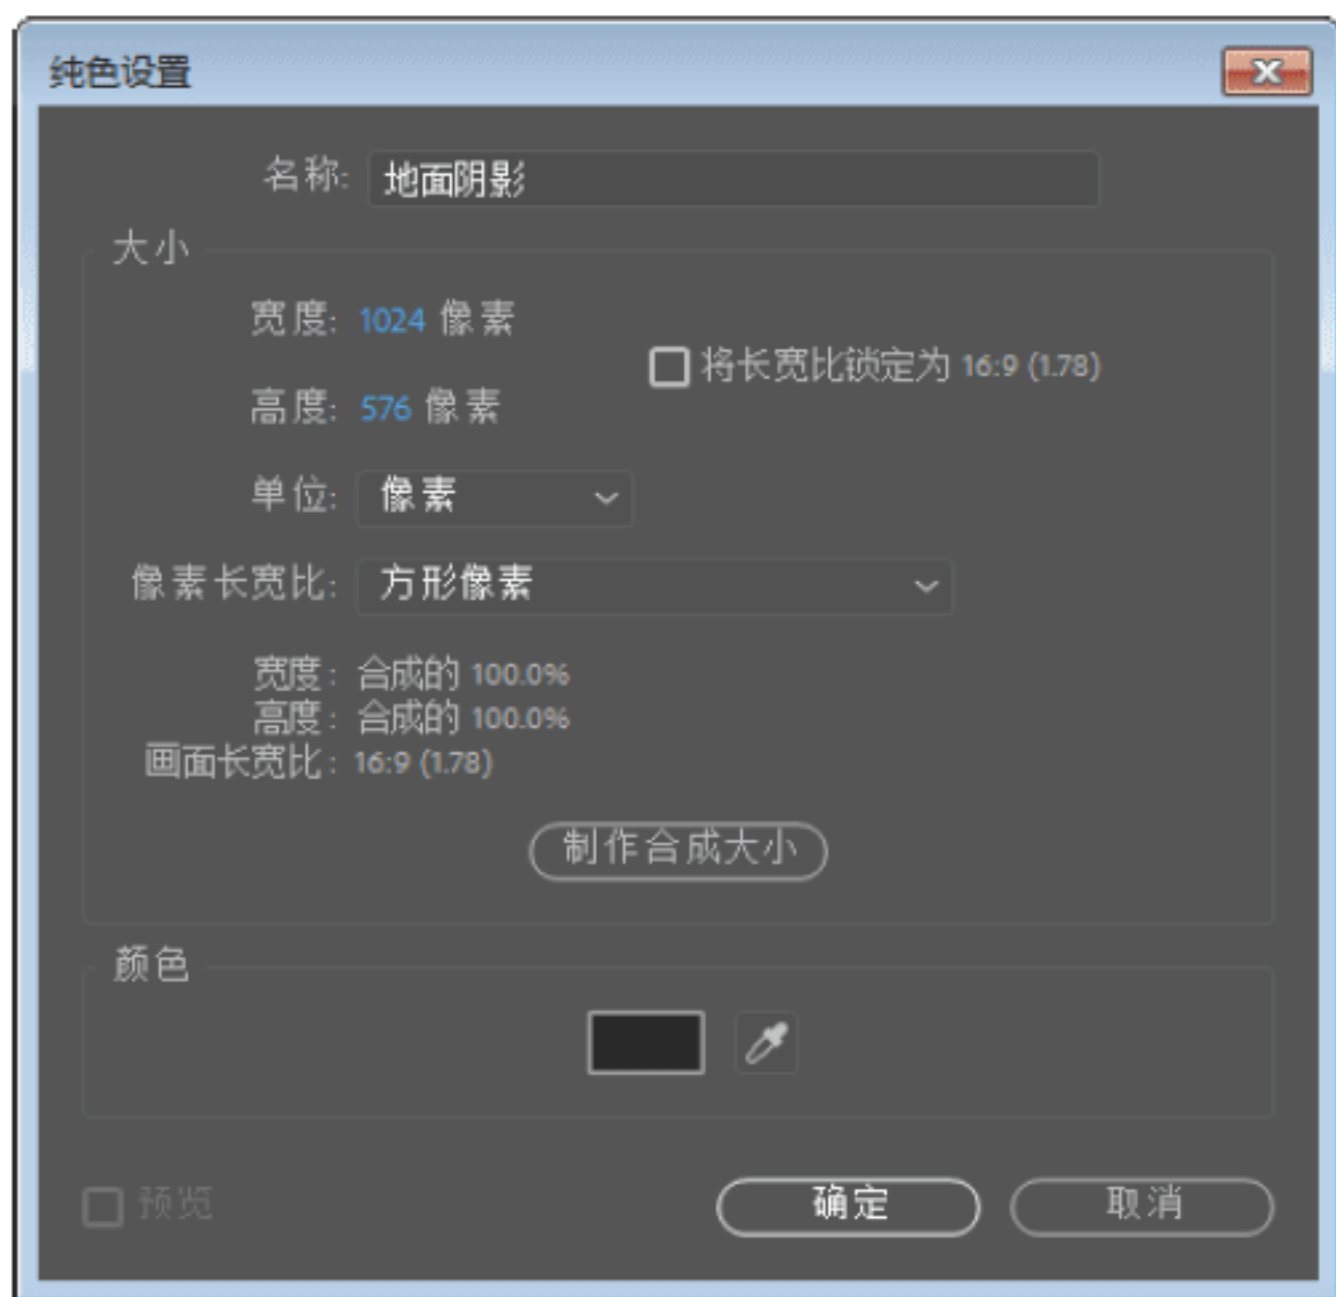 纯色设置
名称: 地面阴影
大小
宽度: 1024 像素
将长宽比锁定为 16:9 (1.78)
高度: 576 像素
单位: 像素
像素长宽比: 方形像素
宽度: 合成的 100.0%
高度: 合成的 100.0%
画面长宽比: 16:9 (1.78)
制作合成大小
颜色
预览 确定 取消